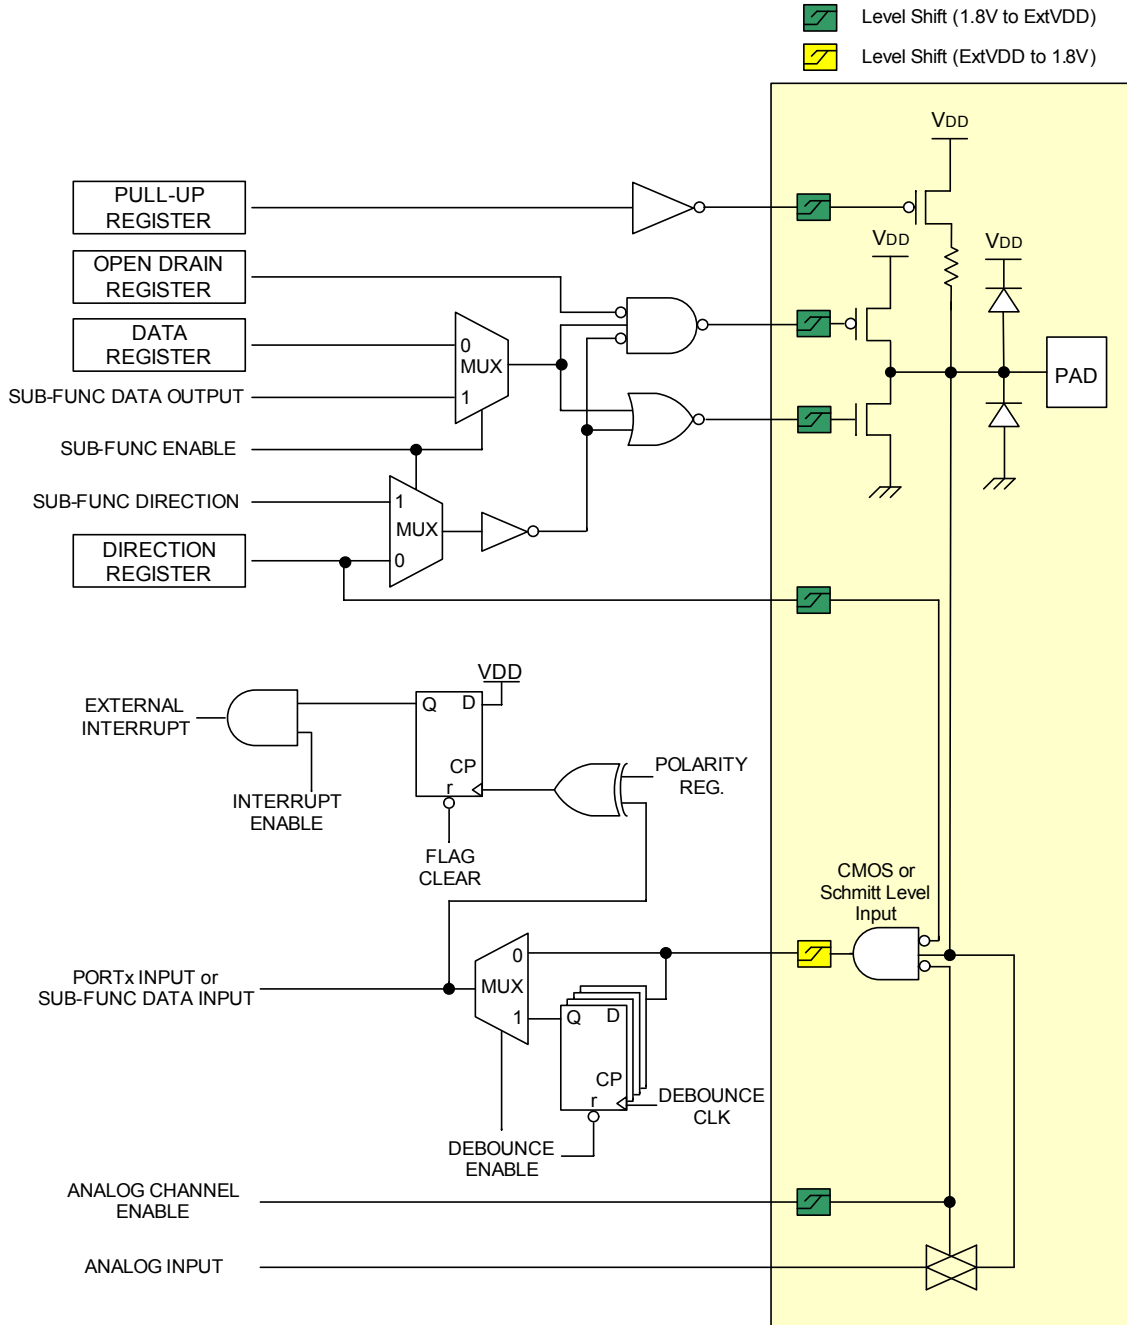 Level Shift (1.8V to ExtVDD)
Level Shift (ExtVDD to 1.8V)
VDD
PULL-UP
REGISTER
VDD
VDD
OPEN DRAIN
REGISTER
DATA
REGISTER
0
MUX
1
PAD
SUB-FUNC DATA OUTPUT
SUB-FUNC ENABLE
SUB-FUNC DIRECTION
1
MUX
0
DIRECTION
REGISTER
VDD
EXTERNAL
INTERRUPT
Q D
CP
r
POLARITY
REG.
INTERRUPT
ENABLE
FLAG
CLEAR
CMOS or
Schmitt Level
Input
PORTx INPUT or
SUB-FUNC DATA INPUT
0
MUX
1
Q D
CP
r
DEBOUNCE
CLK
DEBOUNCE
ENABLE
ANALOG CHANNEL
ENABLE
ANALOG INPUT